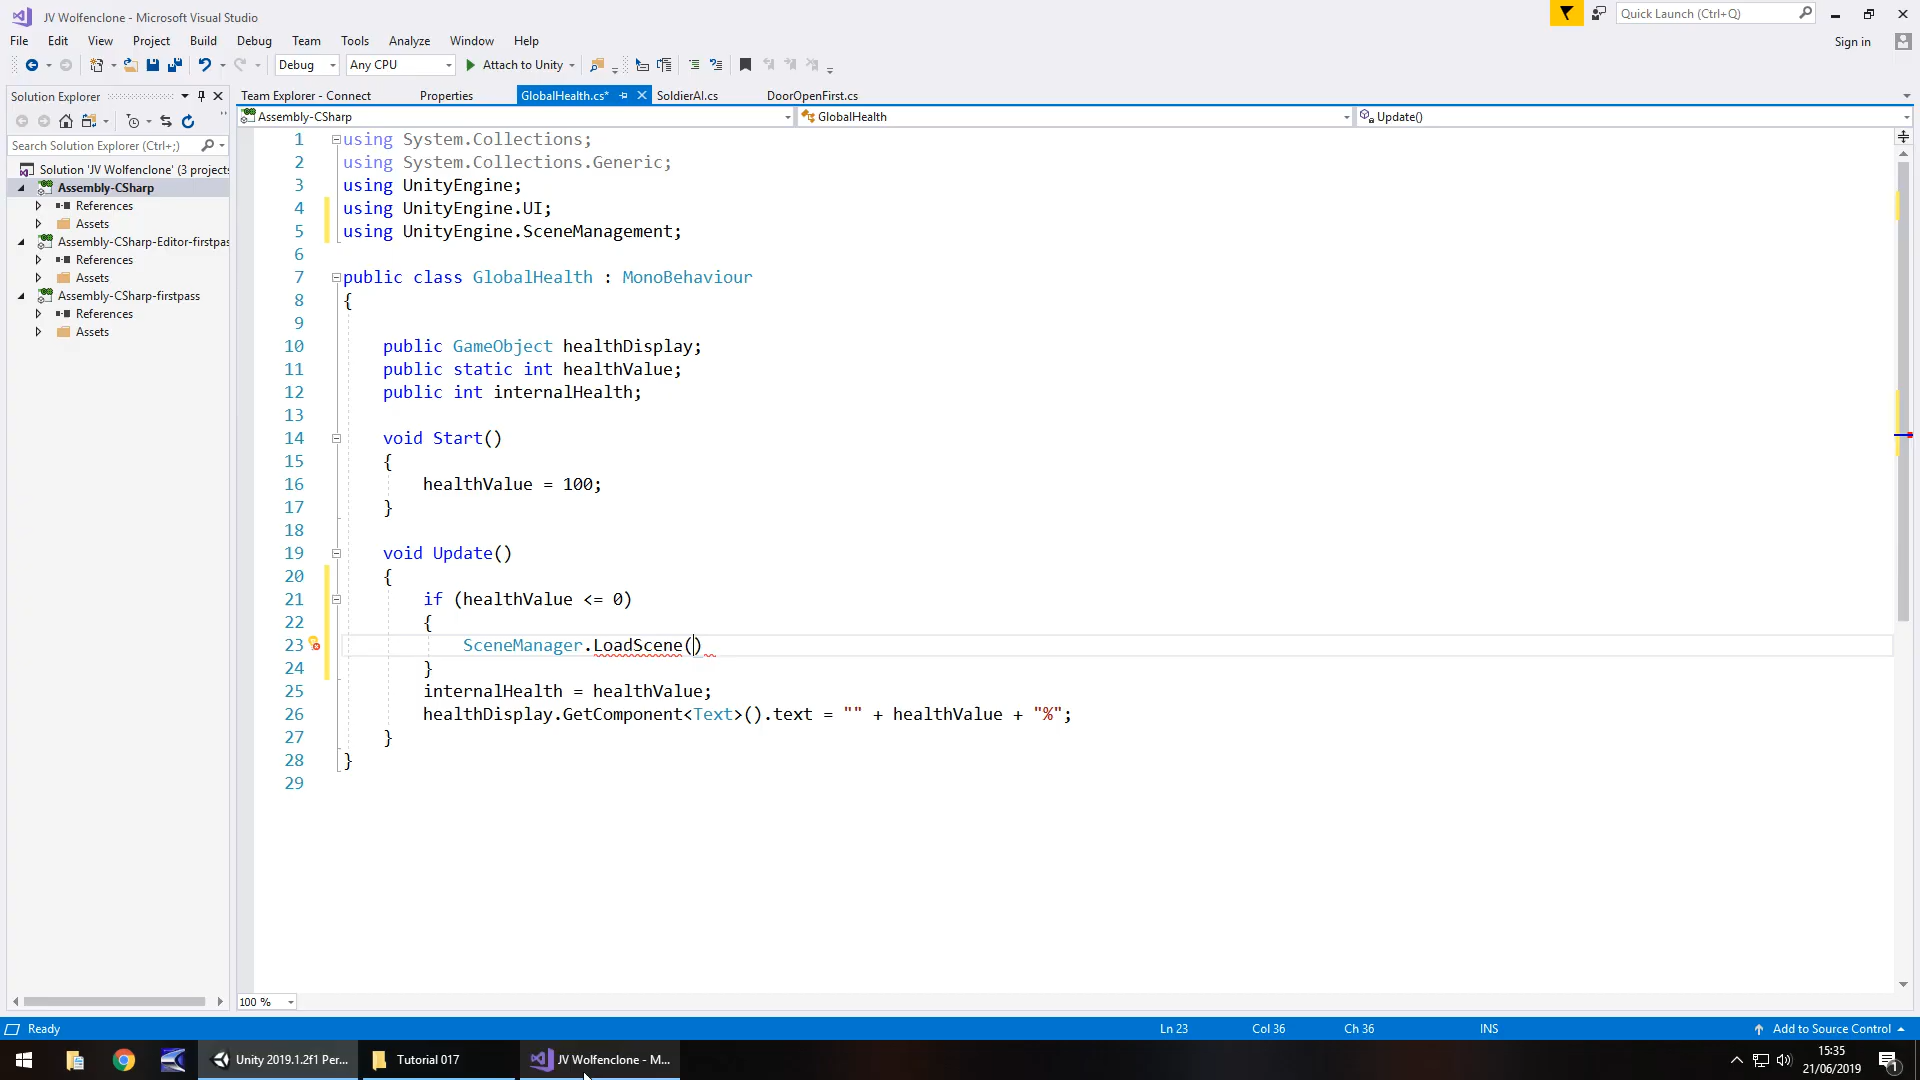 JV Wolfenclone - Microsoft Visual Studio
Quick Launch (Ctrl+Q)
File Edit View Project Build Debug Team Tools Analyze Window Help
Sign in
Debug Any CPU Attach to Unity
Solution Explorer
Team Explorer - Connect Properties GlobalHealth.cs* SoldierAI.cs DoorOpenFirst.cs
Assembly-CSharp GlobalHealth Update()
Search Solution Explorer (Ctrl+;)
Solution 'JV Wolfenclone' (3 projects
Assembly-CSharp
References
Assets
Assembly-CSharp-Editor-firstpas
References
Assets
Assembly-CSharp-firstpass
References
Assets
1 using System.Collections;
2 using System.Collections.Generic;
3 using UnityEngine;
4 using UnityEngine.UI;
5 using UnityEngine.SceneManagement;
6
7 public class GlobalHealth : MonoBehaviour
8 {
9
10 public GameObject healthDisplay;
11 public static int healthValue;
12 public int internalHealth;
13
14 void Start()
15 {
16 healthValue = 100;
17 }
18
19 void Update()
20 {
21 if (healthValue <= 0)
22 {
23 SceneManager.LoadScene()
24 }
25 internalHealth = healthValue;
26 healthDisplay.GetComponent<Text>().text = "" + healthValue + "%";
27 }
28 }
29
100 %
Ready Ln 23 Col 36 Ch 36 INS Add to Source Control
Unity 2019.1.2f1 Per... Tutorial 017 JV Wolfenclone - M...
15:35
21/06/2019
1